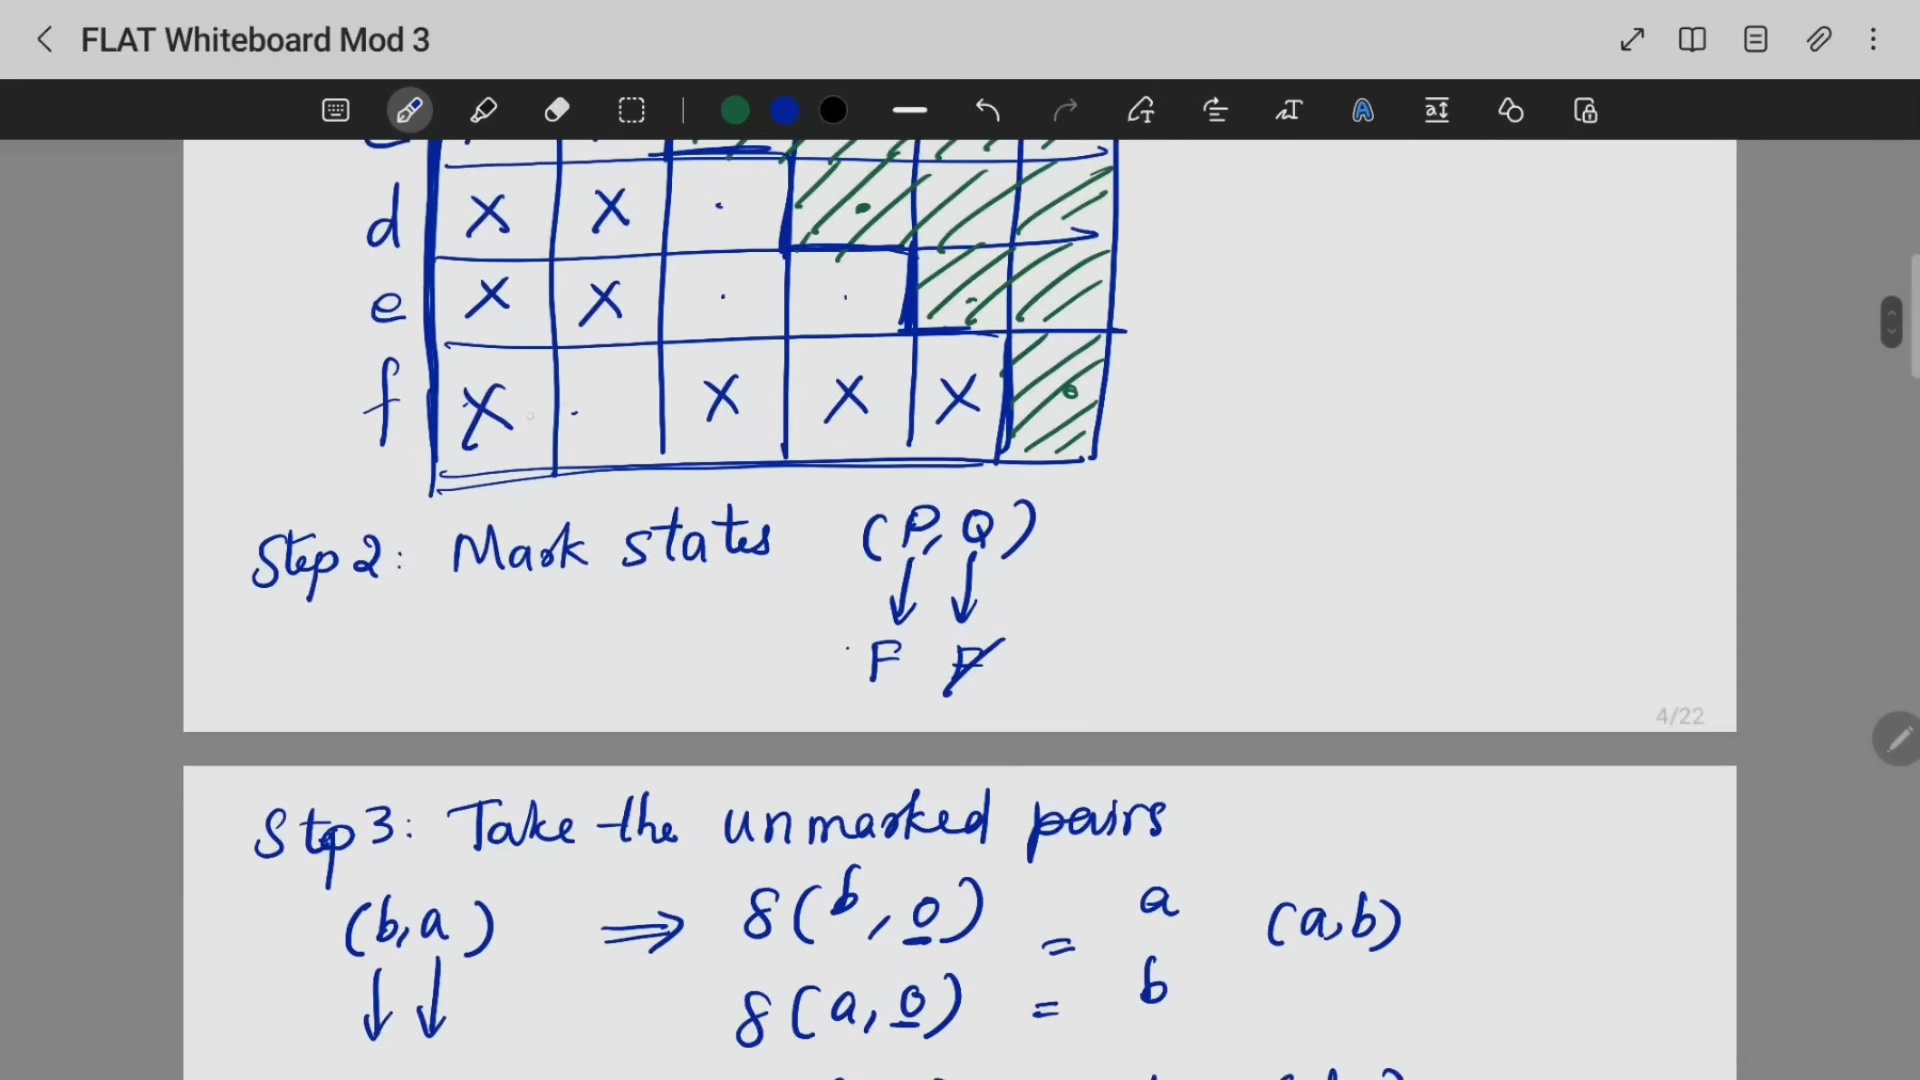 FLAT Whiteboard Mod 3
d X X .
e X X . .
f X . X X X
Step 2: Mark states (P, Q)
F F
4/22
Step 3: Take the unmarked pairs
(b, a) ⇒ δ(b, 0) = a (a, b)
δ(a, 0) = b